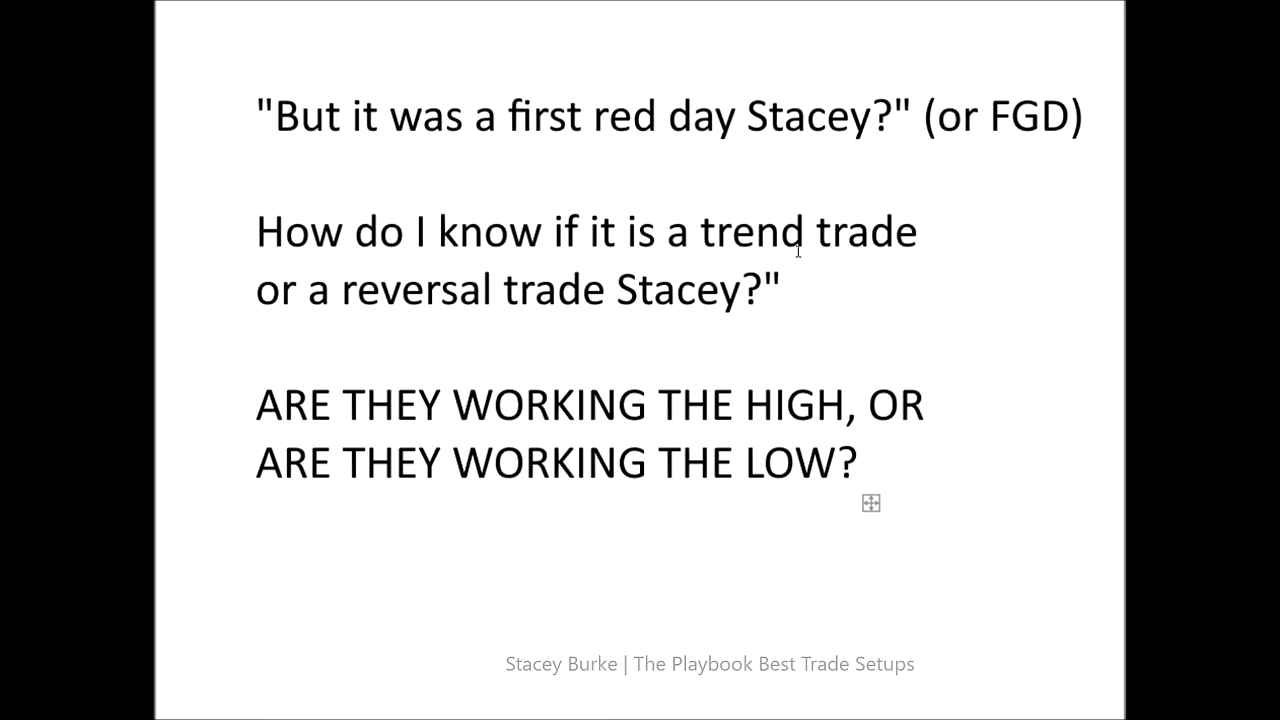 "But it was a first red day Stacey?" (or FGD)
How do I know if it is a trend trade
or a reversal trade Stacey?"
ARE THEY WORKING THE HIGH, OR
ARE THEY WORKING THE LOW?
Stacey Burke | The Playbook Best Trade Setups